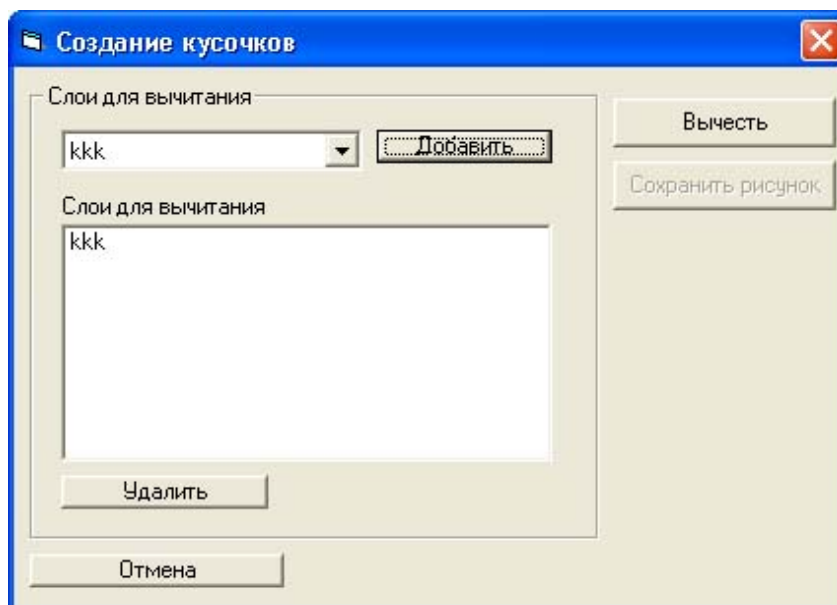 Создание кусочков
Слои для вычитания
kkk
Добавить
Вычесть
Сохранить рисунок
Слои для вычитания
kkk
Удалить
Отмена